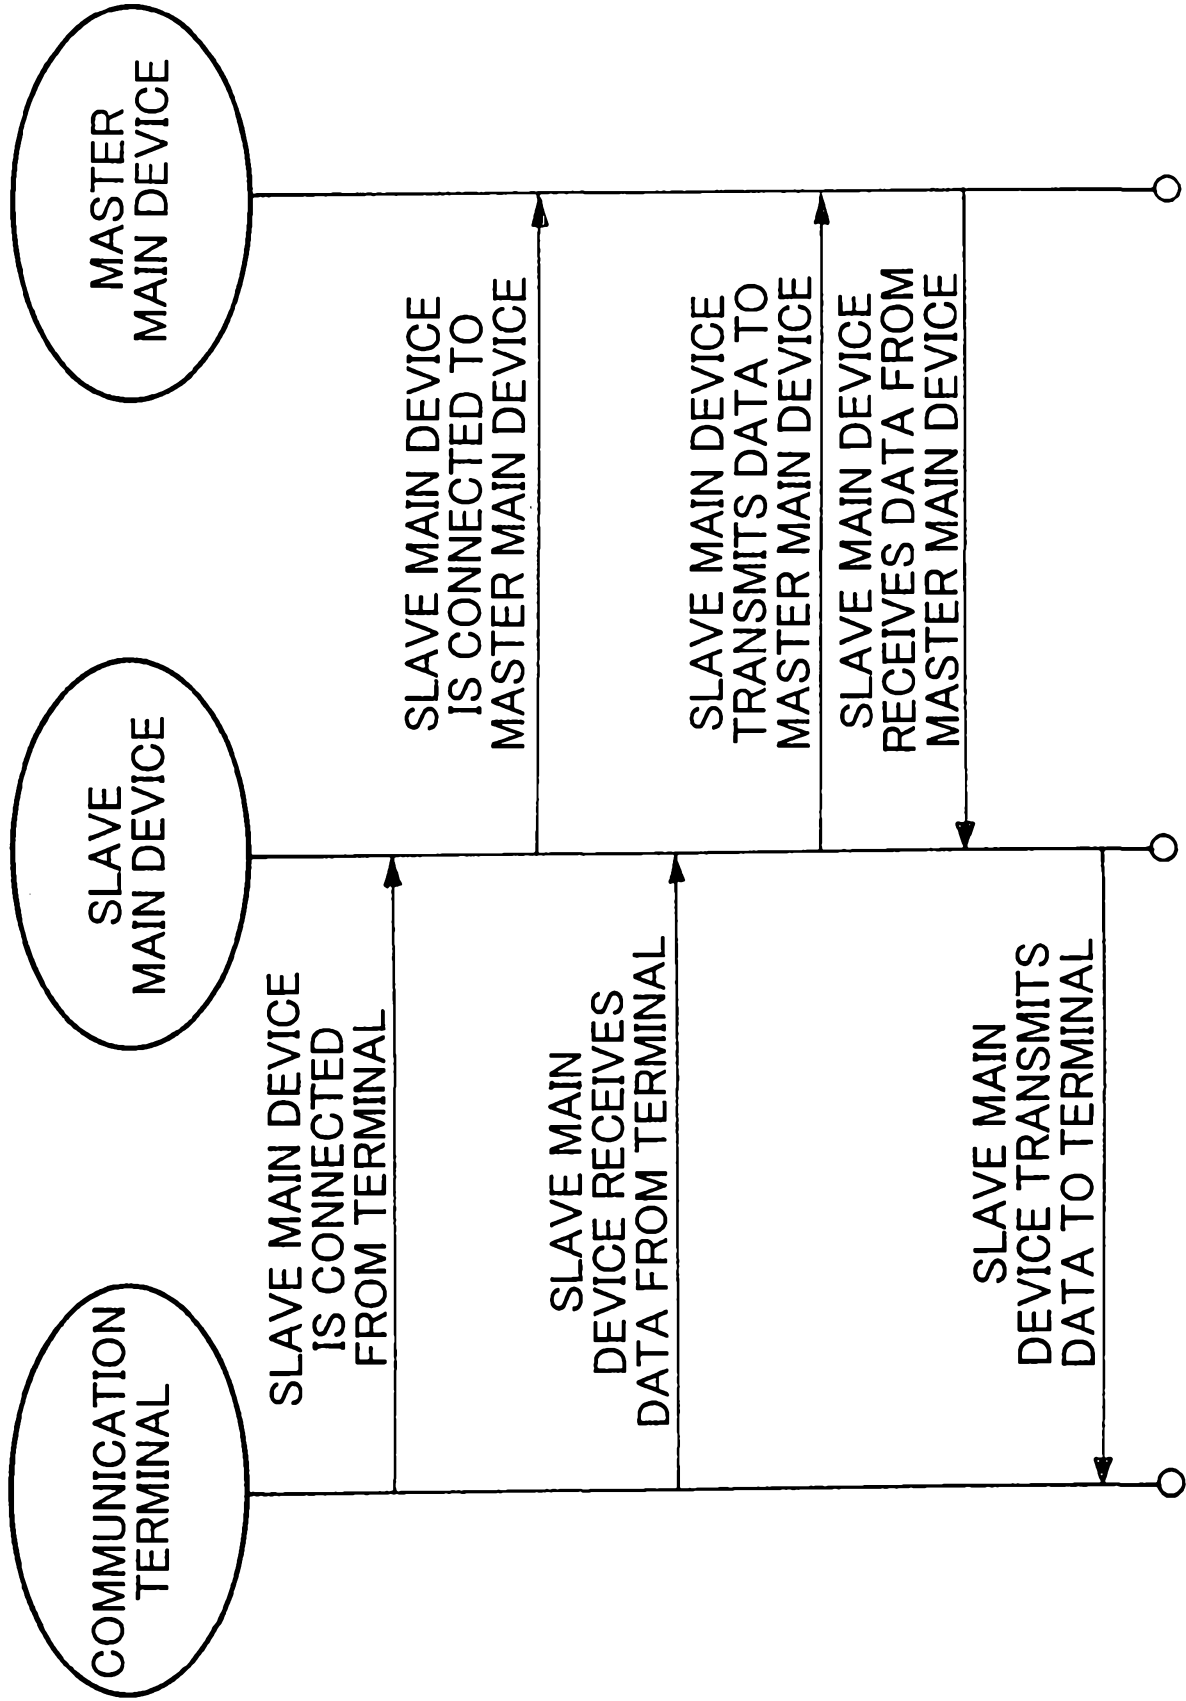 COMMUNICATION
TERMINAL
SLAVE
MAIN DEVICE
MASTER
MAIN DEVICE
SLAVE MAIN DEVICE
IS CONNECTED
FROM TERMINAL
SLAVE MAIN DEVICE
IS CONNECTED TO
MASTER MAIN DEVICE
SLAVE MAIN
DEVICE RECEIVES
DATA FROM TERMINAL
SLAVE MAIN DEVICE
TRANSMITS DATA TO
MASTER MAIN DEVICE
SLAVE MAIN DEVICE
RECEIVES DATA FROM
MASTER MAIN DEVICE
SLAVE MAIN
DEVICE TRANSMITS
DATA TO TERMINAL